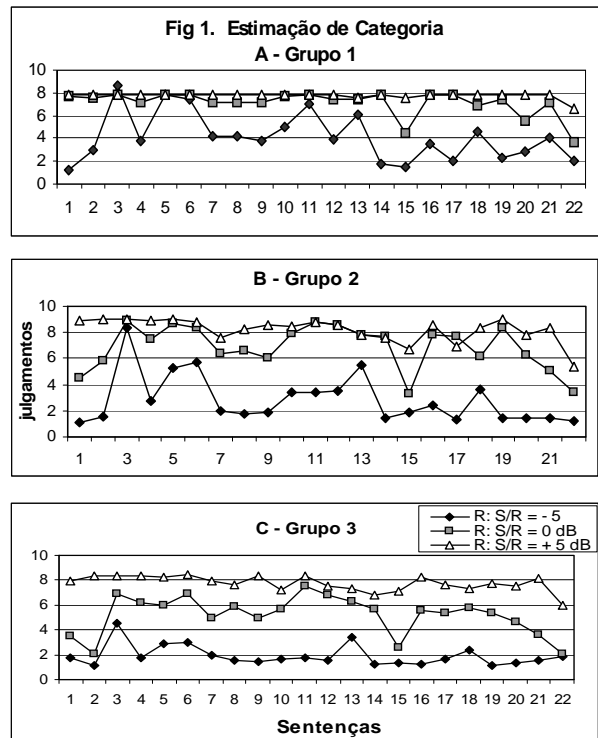 Fig 1. Estimação de Categoria
A - Grupo 1
10
8
6
4
2
0
1 2 3 4 5 6 7 8 9 10 11 12 13 14 15 16 17 18 19 20 21 22
B - Grupo 2
julgamentos
10
8
6
4
2
0
1 3 5 7 9 11 13 15 17 19 21
C - Grupo 3
R: S/R = - 5
R: S/R = 0 dB
R: S/R = + 5 dB
10
8
6
4
2
0
1 2 3 4 5 6 7 8 9 10 11 12 13 14 15 16 17 18 19 20 21 22
Sentenças